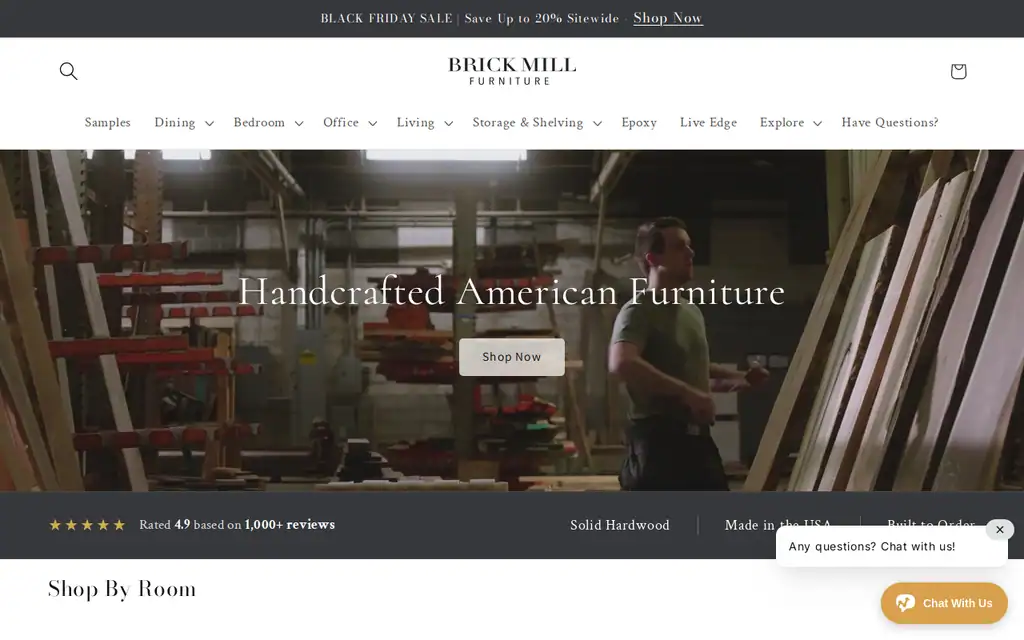 BLACK FRIDAY SALE | Save Up to 20% Sitewide · Shop Now
BRICK MILL
FURNITURE
Samples Dining Bedroom Office Living Storage & Shelving Epoxy Live Edge Explore Have Questions?
Handcrafted American Furniture
Shop Now
Rated 4.9 based on 1,000+ reviews
Solid Hardwood
Made in the USA
Built to Order
Any questions? Chat with us!
Shop By Room
Chat With Us